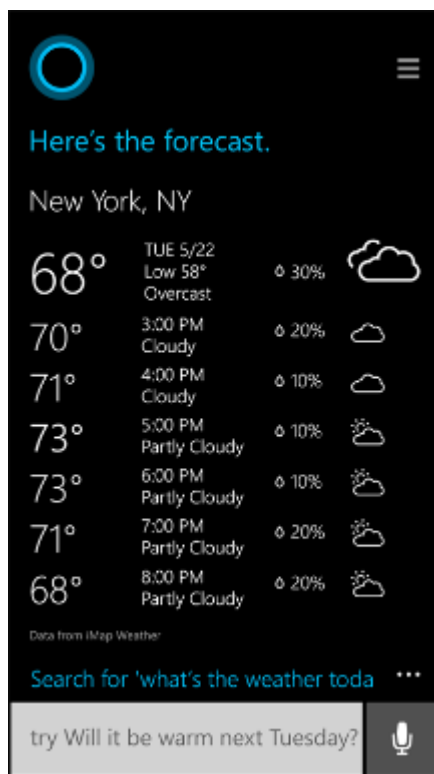 Here's the forecast.
New York, NY
68° TUE 5/22
Low 58° 30%
Overcast
70° 3:00 PM 20%
Cloudy
71° 4:00 PM 10%
Cloudy
73° 5:00 PM 10%
Partly Cloudy
73° 6:00 PM 10%
Partly Cloudy
71° 7:00 PM 20%
Partly Cloudy
68° 8:00 PM 20%
Partly Cloudy
Data from iMap Weather
Search for 'what's the weather toda ...
try Will it be warm next Tuesday?